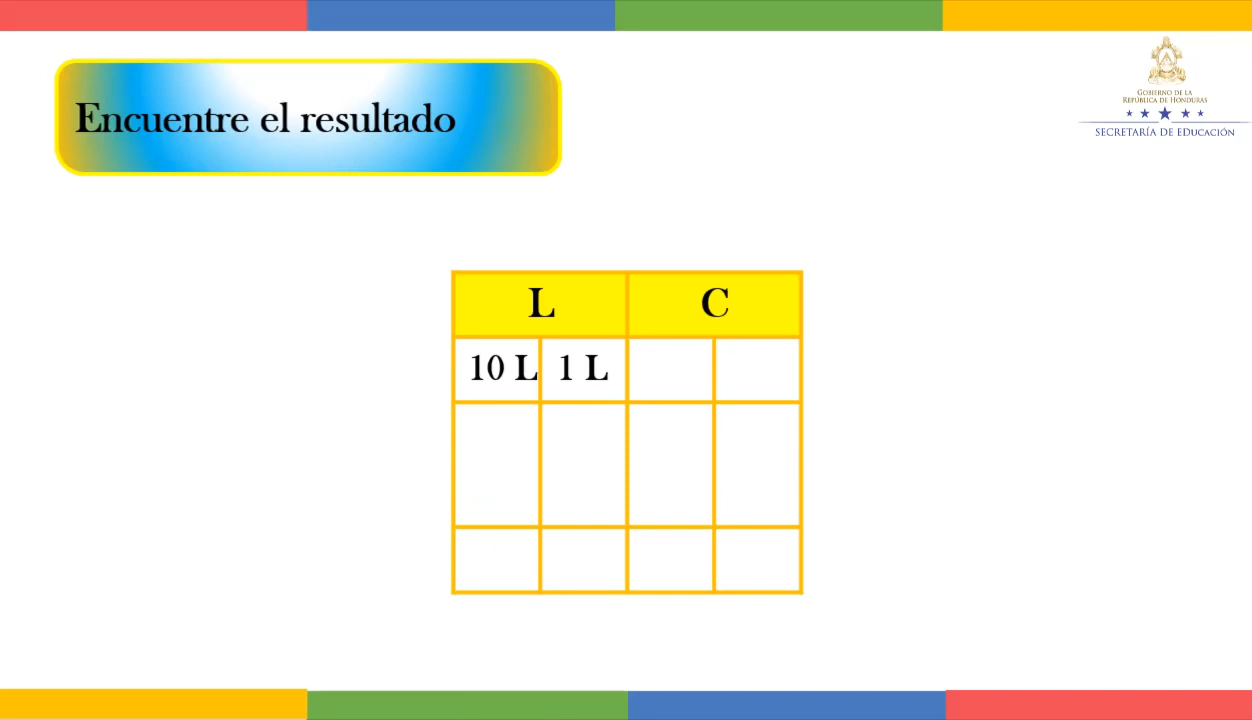 GOBIERNO DE LA
REPÚBLICA DE HONDURAS
SECRETARÍA DE EDUCACIÓN
Encuentre el resultado
L C
10 L 1 L